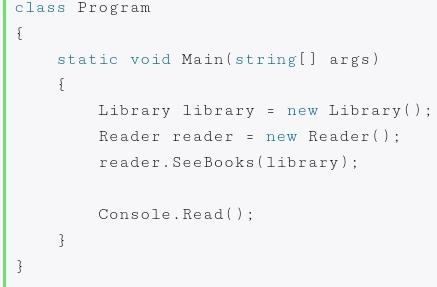 class Program
{
    static void Main(string[] args)
    {
        Library library = new Library();
        Reader reader = new Reader();
        reader.SeeBooks(library);

        Console.Read();
    }
}